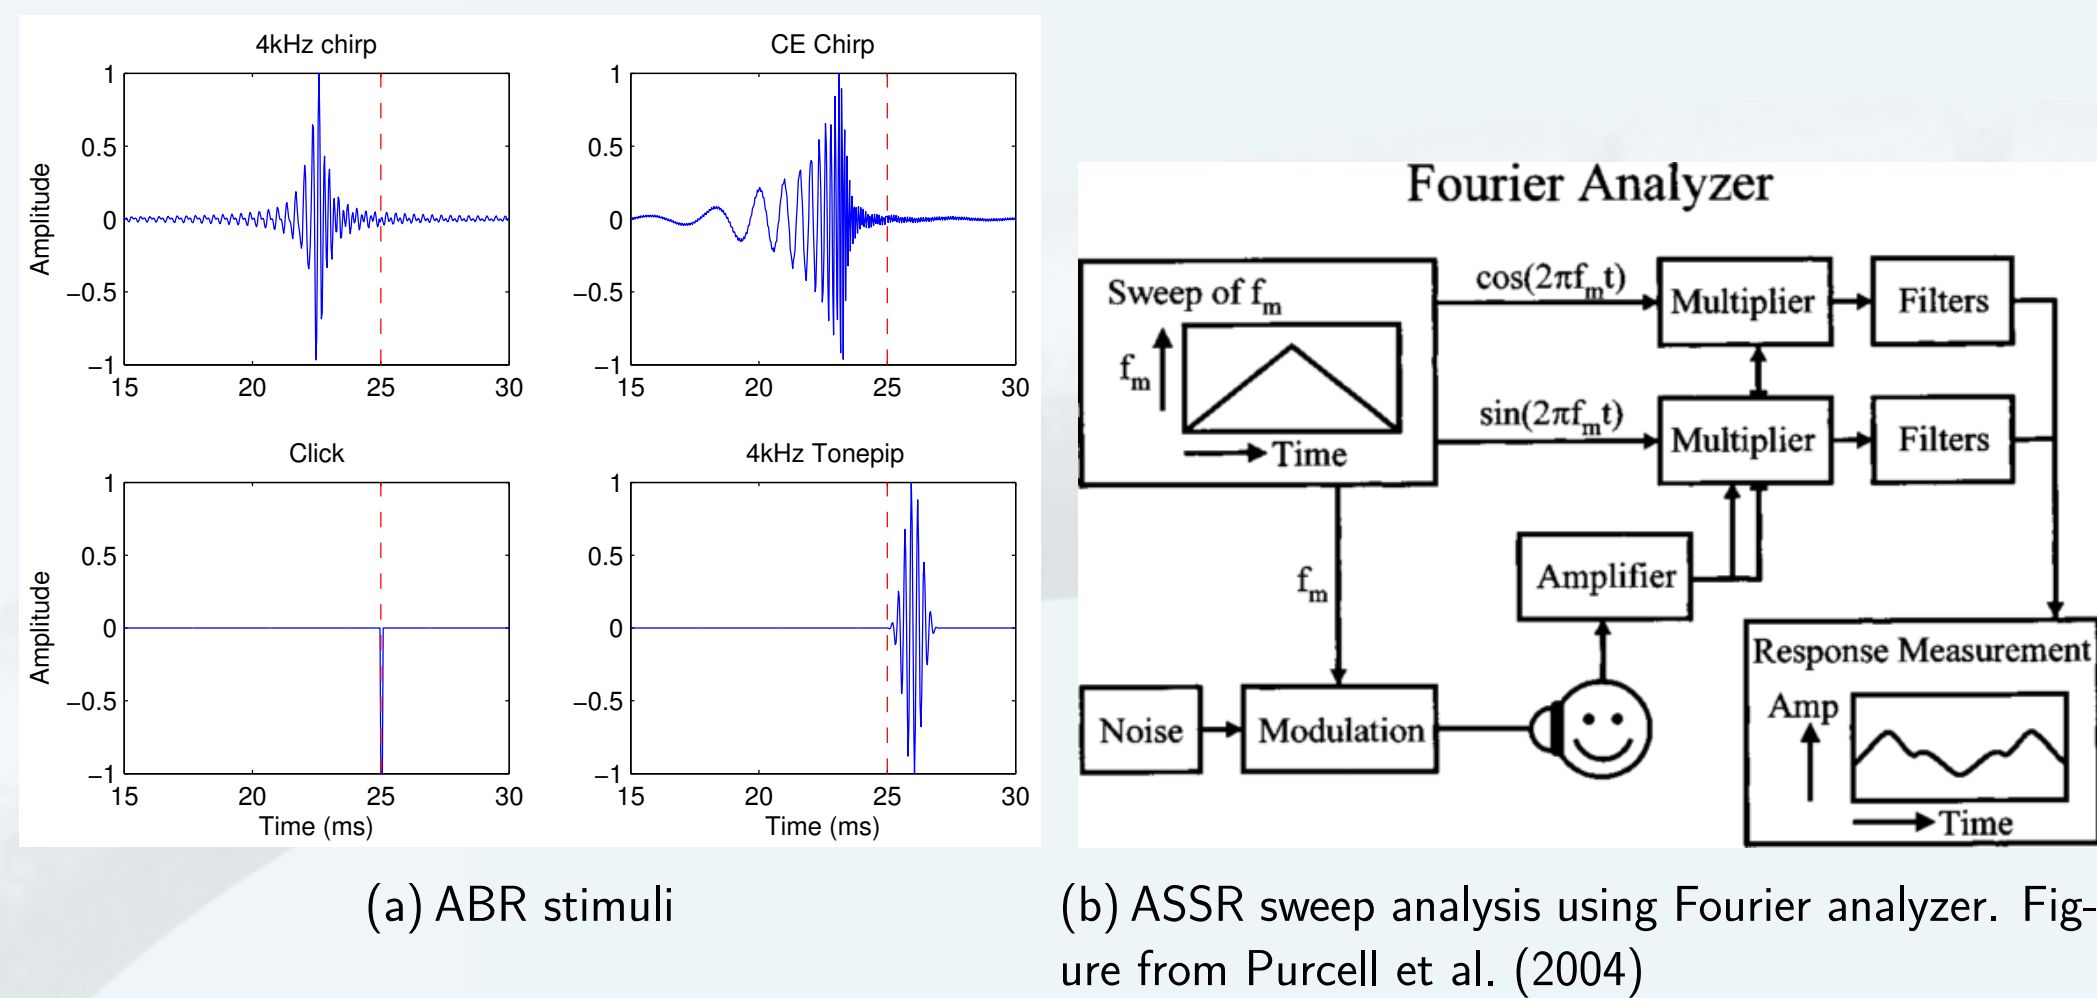 4kHz chirp
1
0.5
0
−0.5
−1
15 20 25 30
Amplitude
CE Chirp
1
0.5
0
−0.5
−1
15 20 25 30
Click
1
0.5
0
−0.5
−1
15 20 25 30
Amplitude
Time (ms)
4kHz Tonepip
1
0.5
0
−0.5
−1
15 20 25 30
Time (ms)
(a) ABR stimuli
Fourier Analyzer
Sweep of fm
fm
Time
cos(2πfmt)
Multiplier
Filters
sin(2πfmt)
Multiplier
Filters
fm
Amplifier
Noise
Modulation
Response Measurement
Amp
Time
(b) ASSR sweep analysis using Fourier analyzer. Fig-
ure from Purcell et al. (2004)